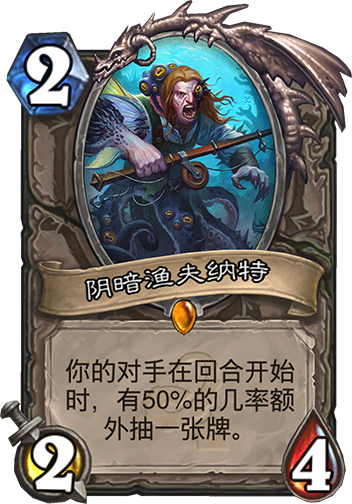 2
阴暗渔夫纳特
你的对手在回合开始
时，有50%的几率额
外抽一张牌。
2
4